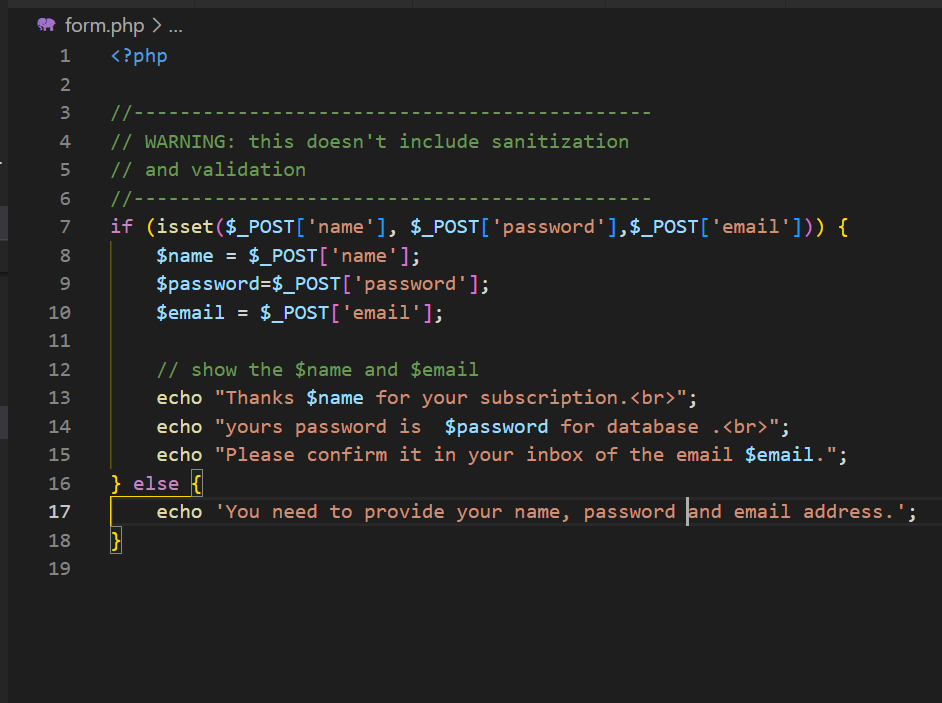 form.php > ...
1 <?php
2
3 //---------------------------------------------
4 // WARNING: this doesn't include sanitization
5 // and validation
6 //---------------------------------------------
7 if (isset($_POST['name'], $_POST['password'],$_POST['email'])) {
8     $name = $_POST['name'];
9     $password=$_POST['password'];
10     $email = $_POST['email'];
11
12     // show the $name and $email
13     echo "Thanks $name for your subscription.<br>";
14     echo "yours password is  $password for database .<br>";
15     echo "Please confirm it in your inbox of the email $email.";
16 } else {
17     echo 'You need to provide your name, password and email address.';
18 }
19